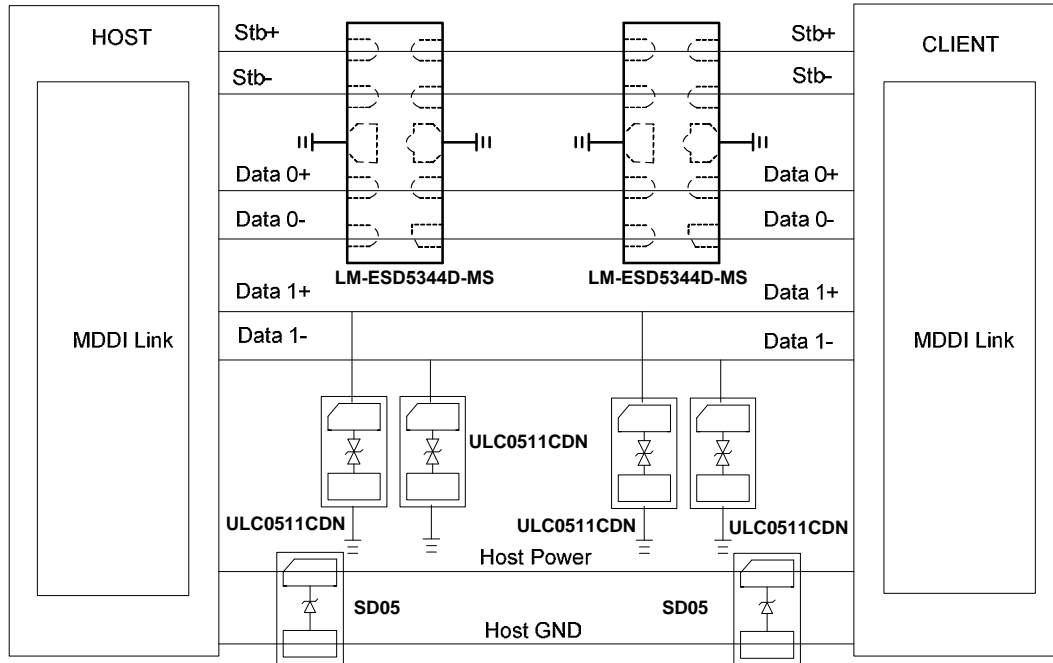 HOST
Stb+
Stb+
CLIENT
Stb-
Stb-
Data 0+
Data 0+
Data 0-
Data 0-
LM-ESD5344D-MS
LM-ESD5344D-MS
Data 1+
Data 1+
MDDI Link
Data 1-
Data 1-
MDDI Link
ULC0511CDN
ULC0511CDN
ULC0511CDN
ULC0511CDN
Host Power
SD05
SD05
Host GND